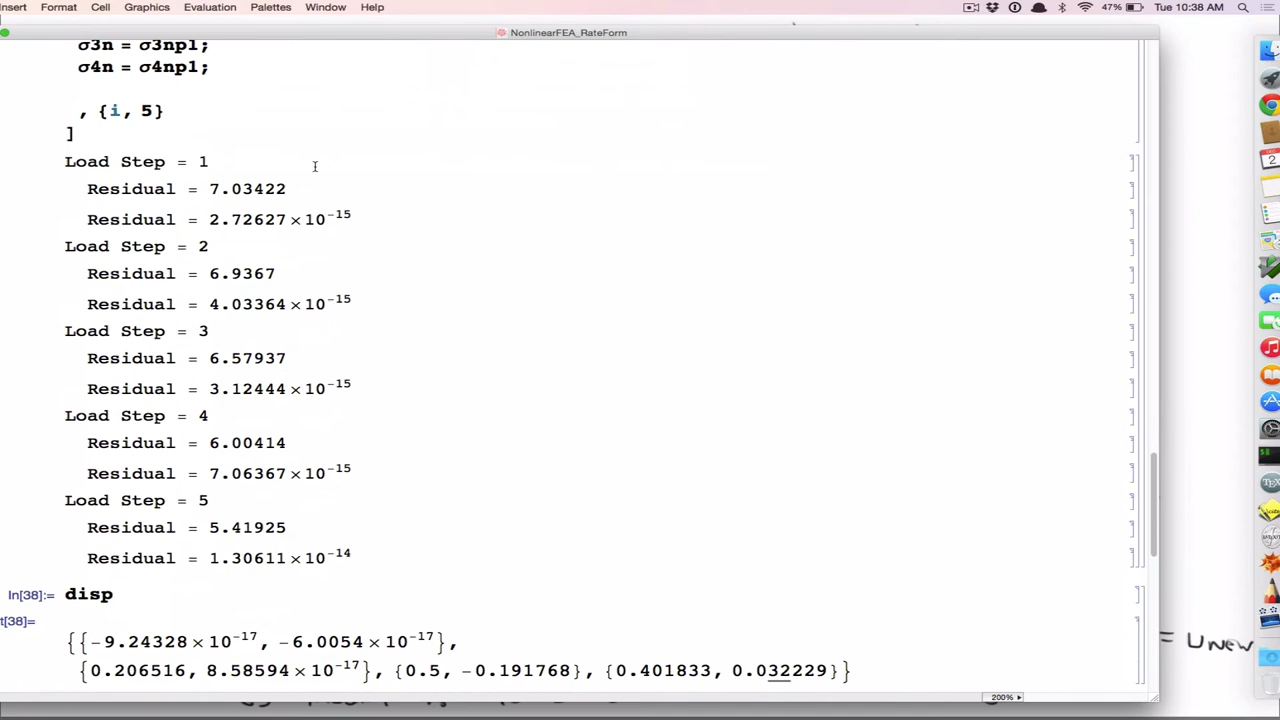 nsert Format Cell Graphics Evaluation Palettes Window Help 47% Tue 10:38 AM
NonlinearFEA_RateForm
σ3n = σ3np1;
σ4n = σ4np1;
, {i, 5}
]
Load Step = 1
Residual = 7.03422
Residual = 2.72627×10^-15
Load Step = 2
Residual = 6.9367
Residual = 4.03364×10^-15
Load Step = 3
Residual = 6.57937
Residual = 3.12444×10^-15
Load Step = 4
Residual = 6.00414
Residual = 7.06367×10^-15
Load Step = 5
Residual = 5.41925
Residual = 1.30611×10^-14
In[38]:= disp
t[38]=
{{-9.24328×10^-17, -6.0054×10^-17},
{0.206516, 8.58594×10^-17}, {0.5, -0.191768}, {0.401833, 0.032229}}
= Unew
200%